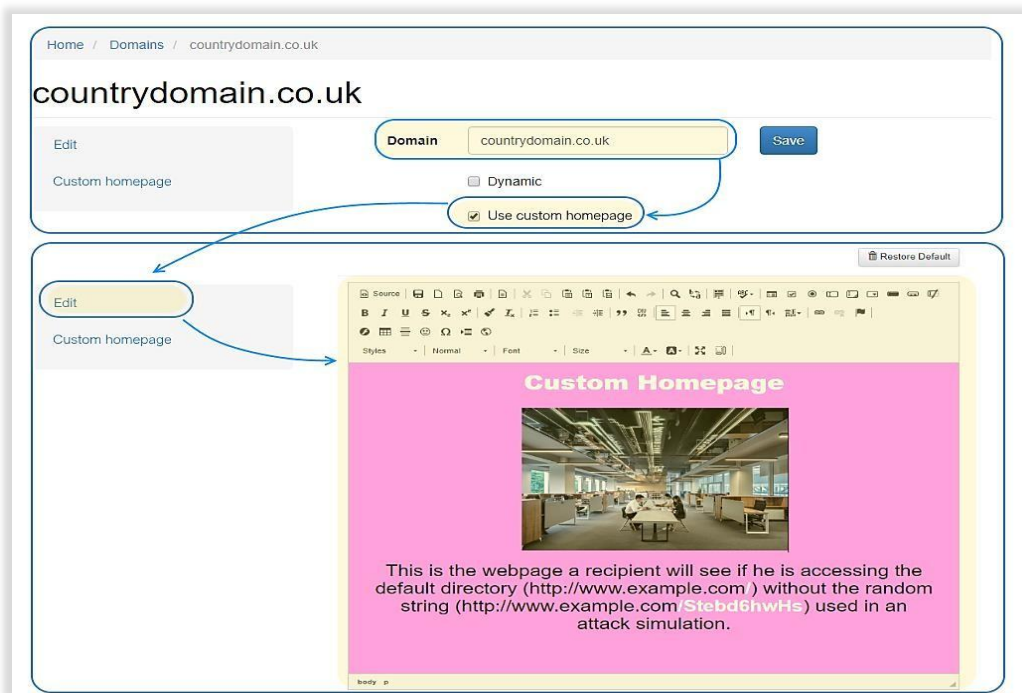 Home / Domains / countrydomain.co.uk
countrydomain.co.uk
Edit
Custom homepage
Domain countrydomain.co.uk Save
Dynamic
Use custom homepage
Restore Default
Edit
Custom homepage
Source
B I U S x₂ x² Iₓ
Styles Normal Font Size A A
Custom Homepage
This is the webpage a recipient will see if he is accessing the
default directory (http://www.example.com/) without the random
string (http://www.example.com/Stebd6hwHs) used in an
attack simulation.
body p